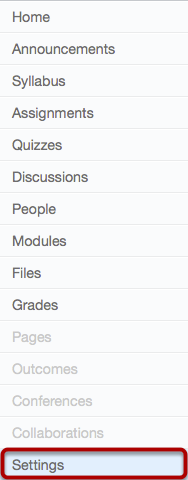 Home
Announcements
Syllabus
Assignments
Quizzes
Discussions
People
Modules
Files
Grades
Pages
Outcomes
Conferences
Collaborations
Settings